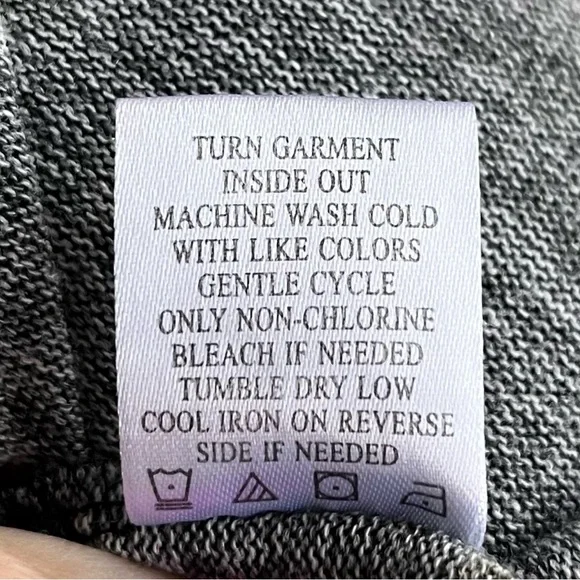 TURN GARMENT
INSIDE OUT
MACHINE WASH COLD
WITH LIKE COLORS
GENTLE CYCLE
ONLY NON-CHLORINE
BLEACH IF NEEDED
TUMBLE DRY LOW
COOL IRON ON REVERSE
SIDE IF NEEDED